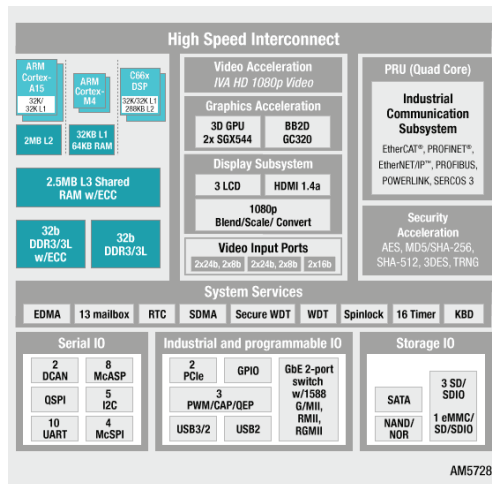 High Speed Interconnect
ARM
Cortex-
A15
32K/
32K L1
2MB L2
ARM
Cortex-
M4
32KB L1
64KB RAM
C66x
DSP
32K/32K L1
288KB L2
2.5MB L3 Shared
RAM w/ECC
32b
DDR3/3L
w/ECC
32b
DDR3/3L
Video Acceleration
IVA HD 1080p Video
Graphics Acceleration
3D GPU
2x SGX544
BB2D
GC320
Display Subsystem
3 LCD
HDMI 1.4a
1080p
Blend/Scale/ Convert
Video Input Ports
2x24b, 2x8b
2x24b, 2x8b
2x16b
PRU (Quad Core)
Industrial
Communication
Subsystem
EtherCAT®, PROFINET®,
EtherNET/IP™, PROFIBUS,
POWERLINK, SERCOS 3
Security
Acceleration
AES, MD5/SHA-256,
SHA-512, 3DES, TRNG
System Services
EDMA
13 mailbox
RTC
SDMA
Secure WDT
WDT
Spinlock
16 Timer
KBD
Serial IO
2
DCAN
8
McASP
QSPI
5
I2C
10
UART
4
McSPI
Industrial and programmable IO
2
PCIe
GPIO
3
PWM/CAP/QEP
USB3/2
USB2
GbE 2-port
switch
w/1588
G/MII,
RMII,
RGMII
Storage IO
SATA
NAND/
NOR
3 SD/
SDIO
1 eMMC/
SD/SDIO
AM5728